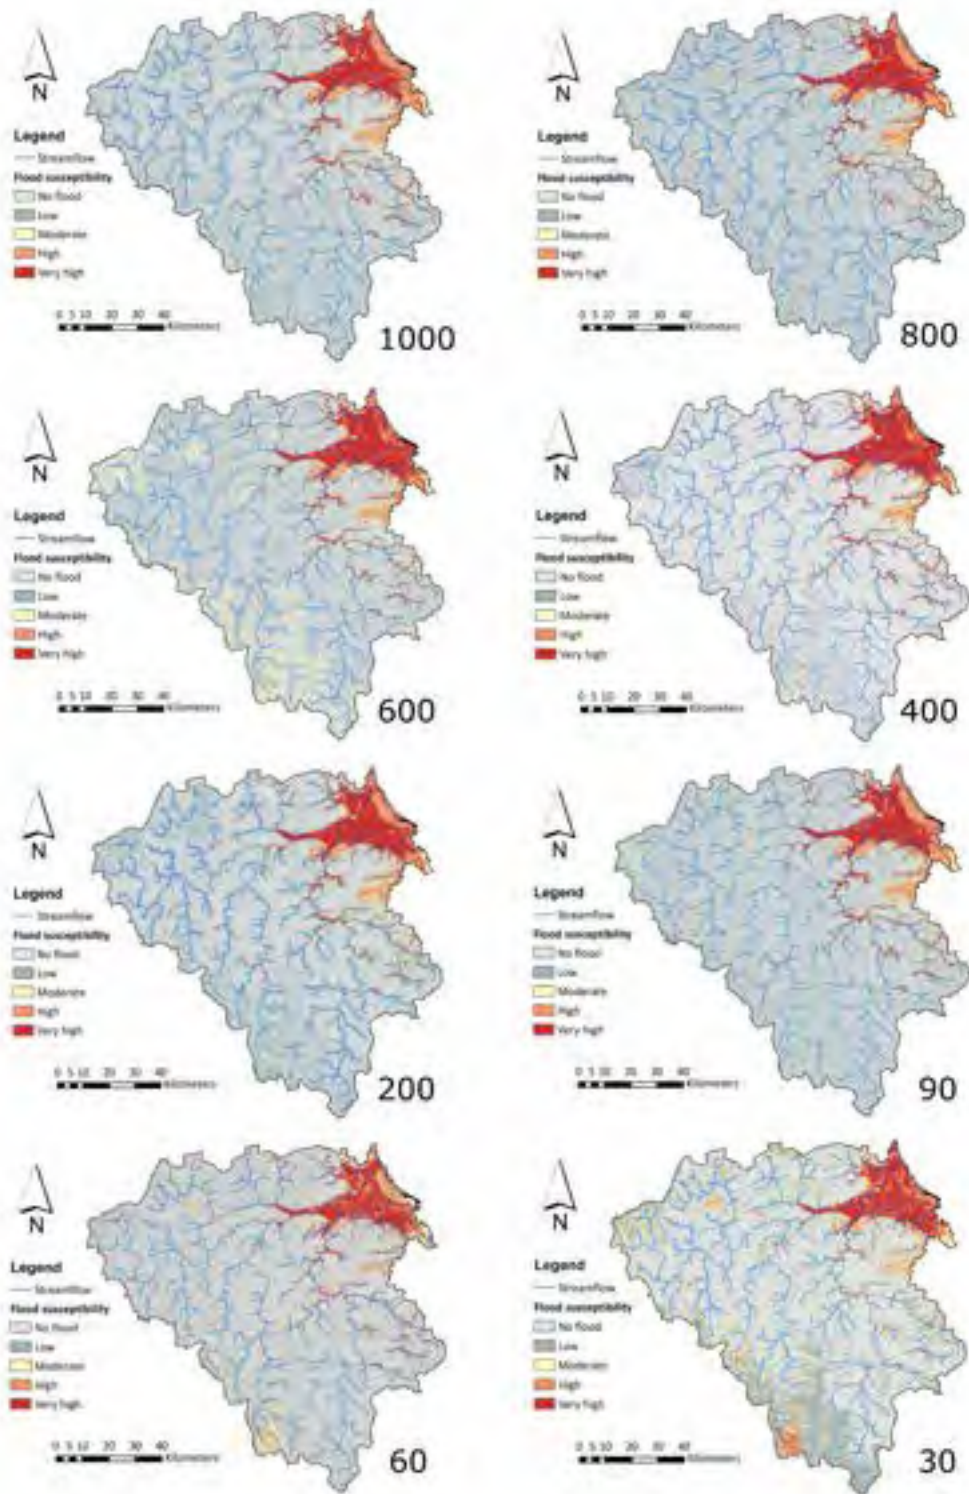 N
Legend
Streamflow
Flood susceptibility
No flood
Low
Moderate
High
Very high
0 5 10 20 30 40
Kilometers
1000
N
Legend
Streamflow
Flood susceptibility
No flood
Low
Moderate
High
Very high
0 5 10 20 30 40
Kilometers
800
N
Legend
Streamflow
Flood susceptibility
No flood
Low
Moderate
High
Very high
0 5 10 20 30 40
Kilometers
600
N
Legend
Streamflow
Flood susceptibility
No flood
Low
Moderate
High
Very high
0 5 10 20 30 40
Kilometers
400
N
Legend
Streamflow
Flood susceptibility
No flood
Low
Moderate
High
Very high
0 5 10 20 30 40
Kilometers
200
N
Legend
Streamflow
Flood susceptibility
No flood
Low
Moderate
High
Very high
0 5 10 20 30 40
Kilometers
90
N
Legend
Streamflow
Flood susceptibility
No flood
Low
Moderate
High
Very high
0 5 10 20 30 40
Kilometers
60
N
Legend
Streamflow
Flood susceptibility
No flood
Low
Moderate
High
Very high
0 5 10 20 30 40
Kilometers
30